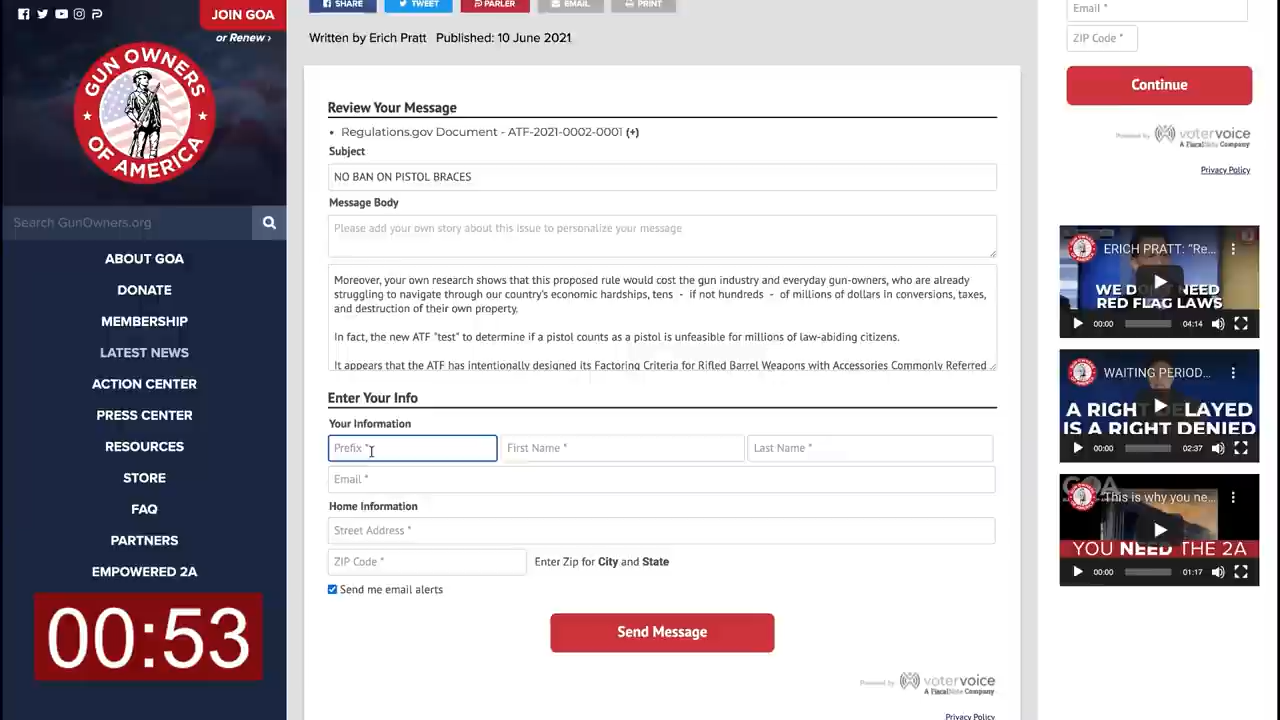 JOIN GOA
or Renew ›
GUN OWNERS
OF AMERICA
Search GunOwners.org
ABOUT GOA
DONATE
MEMBERSHIP
LATEST NEWS
ACTION CENTER
PRESS CENTER
RESOURCES
STORE
FAQ
PARTNERS
EMPOWERED 2A
00:53
SHARE
TWEET
PARLER
EMAIL
PRINT
Written by Erich Pratt Published: 10 June 2021
Review Your Message
• Regulations.gov Document - ATF-2021-0002-0001 (+)
Subject
NO BAN ON PISTOL BRACES
Message Body
Please add your own story about this issue to personalize your message
Moreover, your own research shows that this proposed rule would cost the gun industry and everyday gun-owners, who are already
struggling to navigate through our country's economic hardships, tens - if not hundreds - of millions of dollars in conversions, taxes,
and destruction of their own property.
In fact, the new ATF "test" to determine if a pistol counts as a pistol is unfeasible for millions of law-abiding citizens.
It appears that the ATF has intentionally designed its Factoring Criteria for Rifled Barrel Weapons with Accessories Commonly Referred
Enter Your Info
Your Information
Prefix *
First Name *
Last Name *
Email *
Home Information
Street Address *
ZIP Code *
Enter Zip for City and State
Send me email alerts
Send Message
Powered by
votervoice
A FiscalNote Company
Privacy Policy
Email *
ZIP Code *
Continue
Powered by
votervoice
A FiscalNote Company
Privacy Policy
ERICH PRATT: "Re...
WE DON'T NEED
RED FLAG LAWS
00:00
04:14
WAITING PERIOD...
A RIGHT DELAYED
IS A RIGHT DENIED
00:00
02:37
GOA
This is why you ne...
YOU NEED THE 2A
00:00
01:17